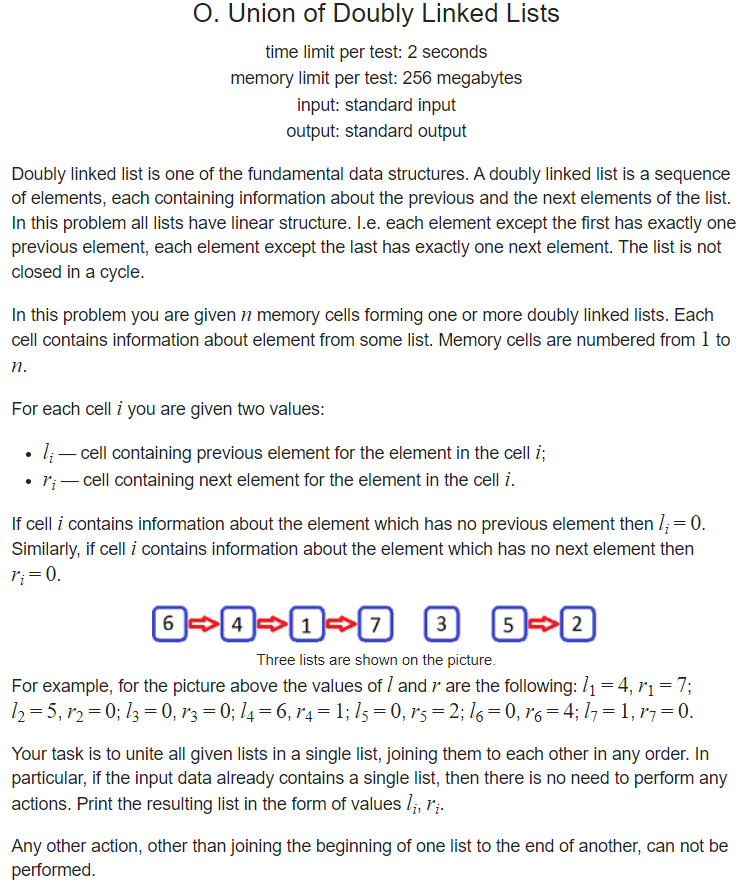 O. Union of Doubly Linked Lists
time limit per test: 2 seconds
memory limit per test: 256 megabytes
input: standard input
output: standard output
Doubly linked list is one of the fundamental data structures. A doubly linked list is a sequence
of elements, each containing information about the previous and the next elements of the list.
In this problem all lists have linear structure. I.e. each element except the first has exactly one
previous element, each element except the last has exactly one next element. The list is not
closed in a cycle.
In this problem you are given n memory cells forming one or more doubly linked lists. Each
cell contains information about element from some list. Memory cells are numbered from 1 to
n.
For each cell i you are given two values:
• l_i — cell containing previous element for the element in the cell i;
• r_i — cell containing next element for the element in the cell i.
If cell i contains information about the element which has no previous element then l_i = 0.
Similarly, if cell i contains information about the element which has no next element then
r_i = 0.
6 ⇒ 4 ⇒ 1 ⇒ 7 3 5 ⇒ 2
Three lists are shown on the picture.
For example, for the picture above the values of l and r are the following: l_1 = 4, r_1 = 7;
l_2 = 5, r_2 = 0; l_3 = 0, r_3 = 0; l_4 = 6, r_4 = 1; l_5 = 0, r_5 = 2; l_6 = 0, r_6 = 4; l_7 = 1, r_7 = 0.
Your task is to unite all given lists in a single list, joining them to each other in any order. In
particular, if the input data already contains a single list, then there is no need to perform any
actions. Print the resulting list in the form of values l_i, r_i.
Any other action, other than joining the beginning of one list to the end of another, can not be
performed.